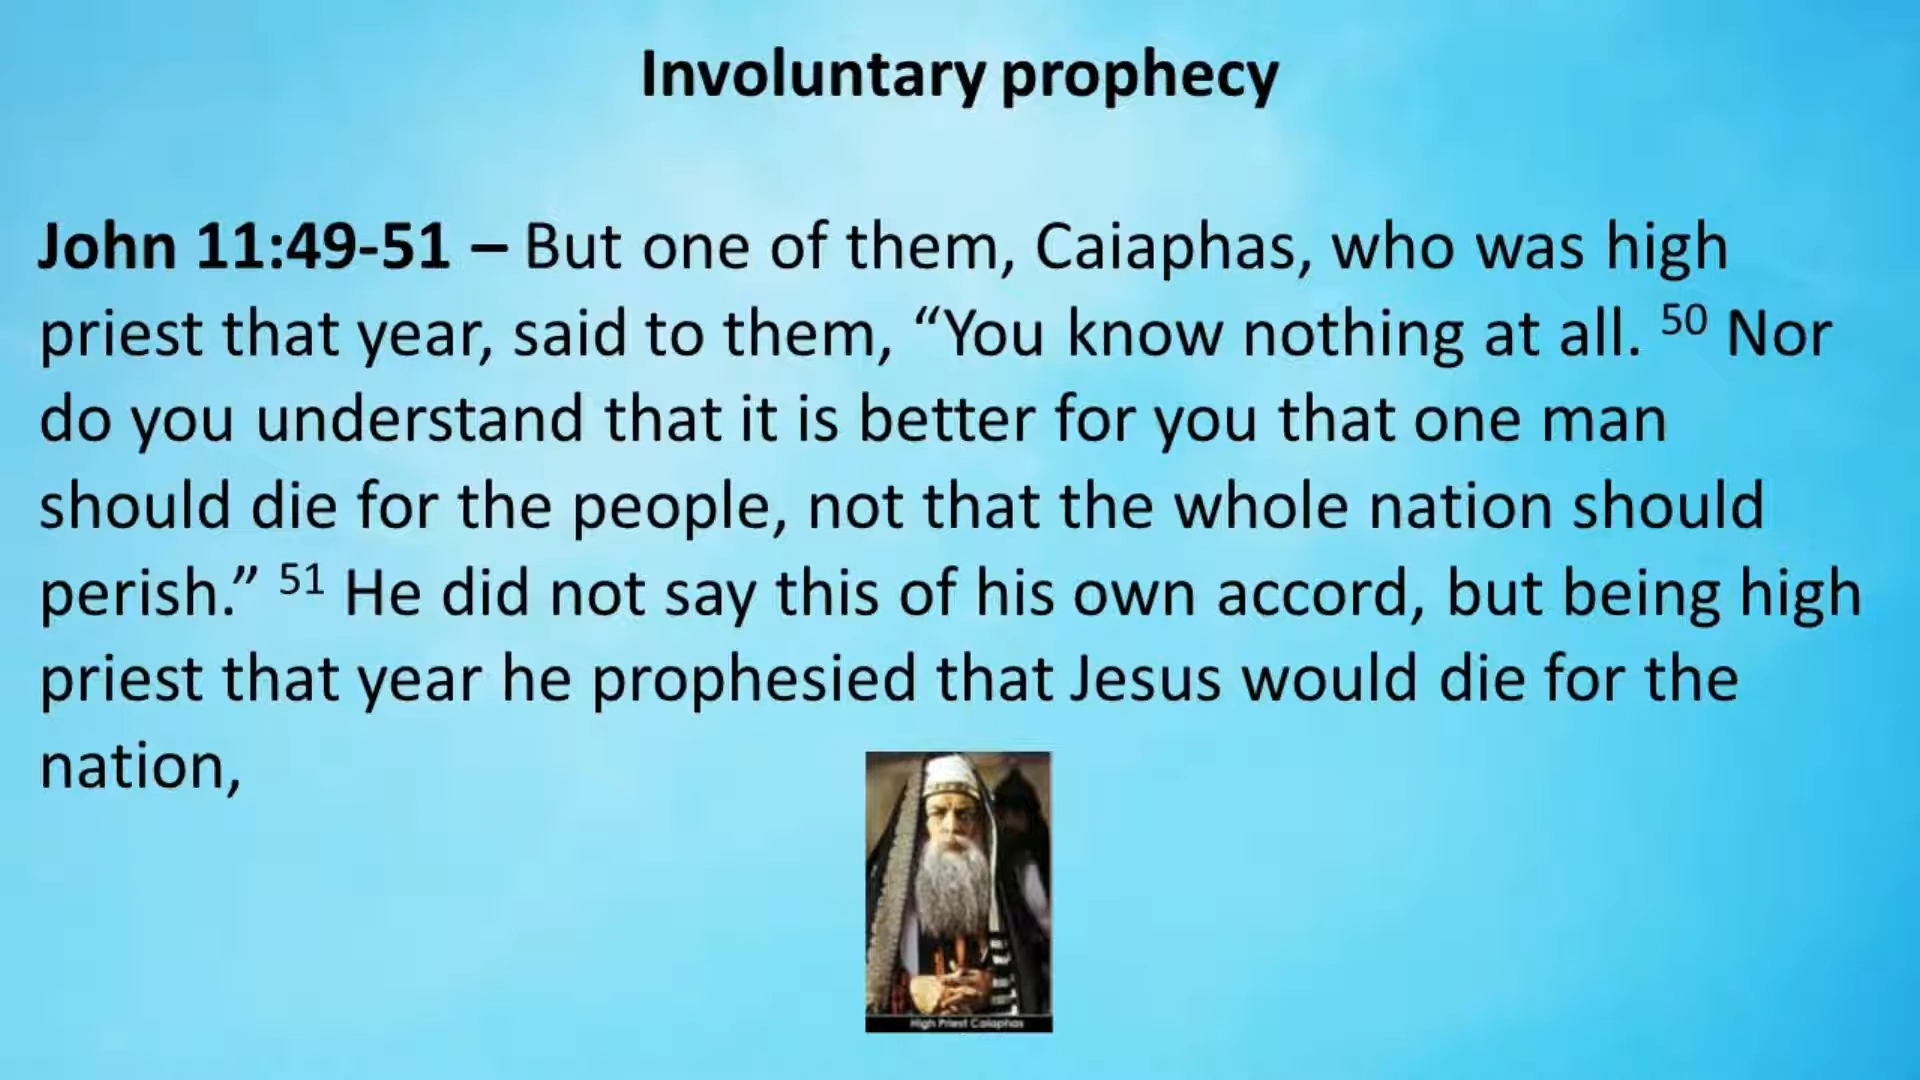 Involuntary prophecy
John 11:49-51 – But one of them, Caiaphas, who was high
priest that year, said to them, “You know nothing at all. 50 Nor
do you understand that it is better for you that one man
should die for the people, not that the whole nation should
perish.” 51 He did not say this of his own accord, but being high
priest that year he prophesied that Jesus would die for the
nation,
High Priest Caiaphas